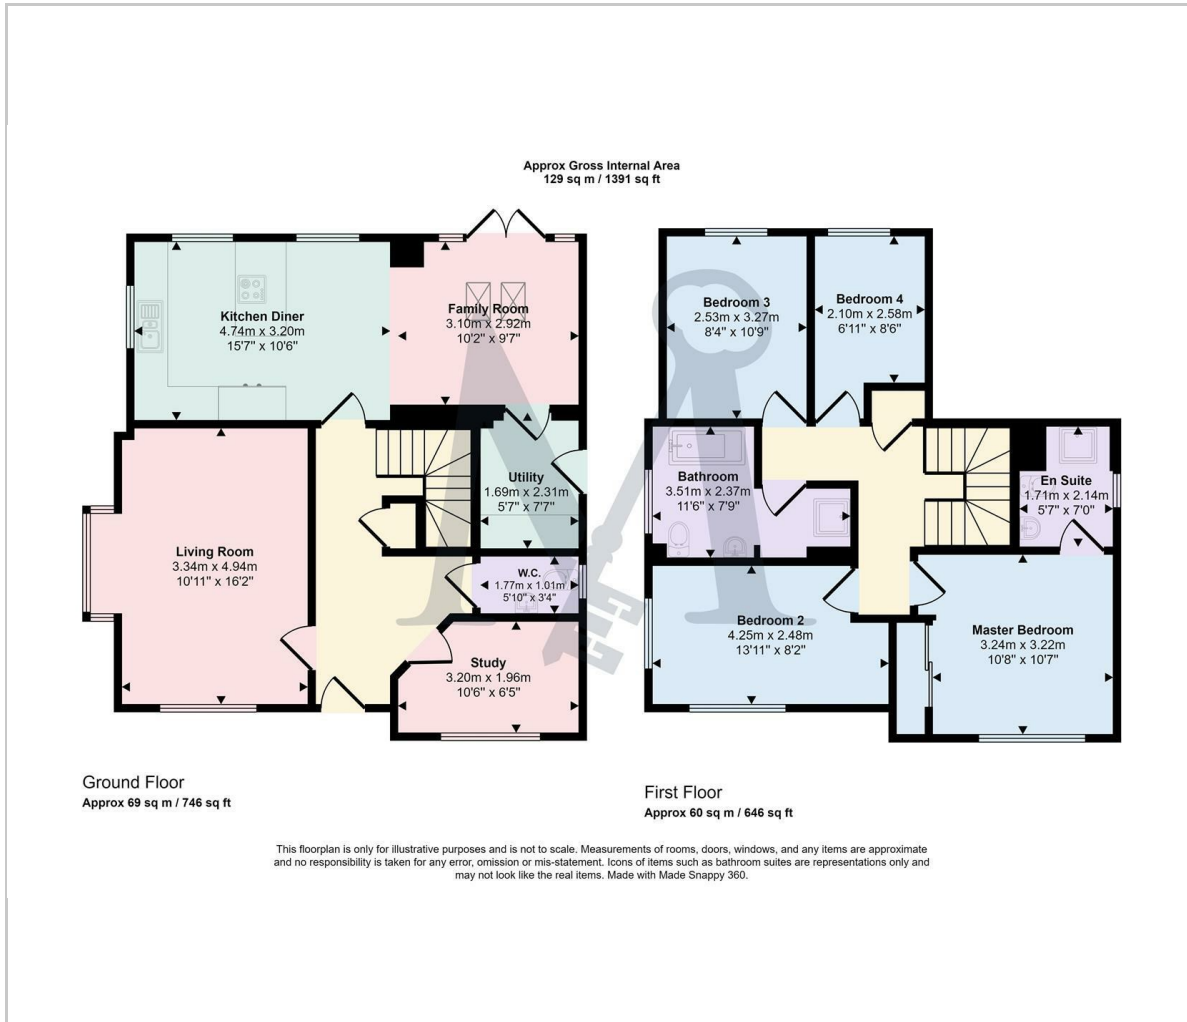 Approx Gross Internal Area
129 sq m / 1391 sq ft
Kitchen Diner
4.74m x 3.20m
15'7" x 10'6"
Family Room
3.10m x 2.92m
10'2" x 9'7"
Utility
1.69m x 2.31m
5'7" x 7'7"
Living Room
3.34m x 4.94m
10'11" x 16'2"
W.C.
1.77m x 1.01m
5'10" x 3'4"
Study
3.20m x 1.96m
10'6" x 6'5"
Ground Floor
Approx 69 sq m / 746 sq ft
Bedroom 3
2.53m x 3.27m
8'4" x 10'9"
Bedroom 4
2.10m x 2.58m
6'11" x 8'6"
Bathroom
3.51m x 2.37m
11'6" x 7'9"
En Suite
1.71m x 2.14m
5'7" x 7'0"
Bedroom 2
4.25m x 2.48m
13'11" x 8'2"
Master Bedroom
3.24m x 3.22m
10'8" x 10'7"
First Floor
Approx 60 sq m / 646 sq ft
This floorplan is only for illustrative purposes and is not to scale. Measurements of rooms, doors, windows, and any items are approximate
and no responsibility is taken for any error, omission or mis-statement. Icons of items such as bathroom suites are representations only and
may not look like the real items. Made with Made Snappy 360.